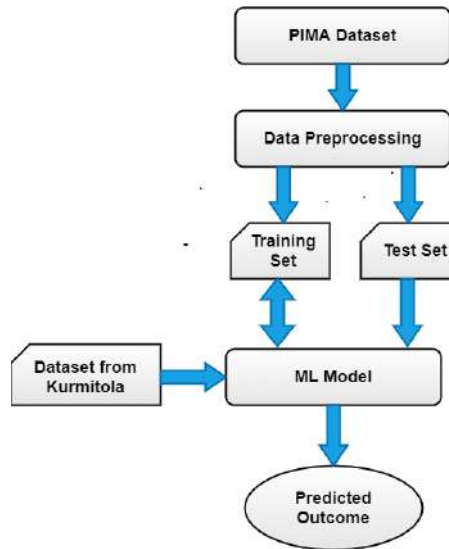 PIMA Dataset
Data Preprocessing
Training
Set
Test Set
Dataset from
Kurmitola
ML Model
Predicted
Outcome